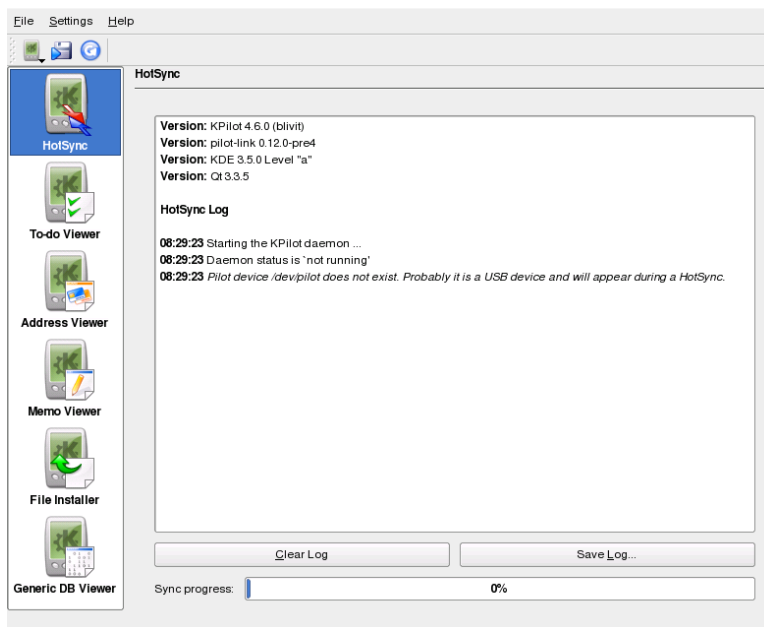 File Settings Help
HotSync
HotSync
To-do Viewer
Address Viewer
Memo Viewer
File Installer
Generic DB Viewer
Version: KPilot 4.6.0 (blivit)
Version: pilot-link 0.12.0-pre4
Version: KDE 3.5.0 Level "a"
Version: Qt 3.3.5
HotSync Log
08:29:23 Starting the KPilot daemon ...
08:29:23 Daemon status is `not running'
08:29:23 Pilot device /dev/pilot does not exist. Probably it is a USB device and will appear during a HotSync.
Clear Log
Save Log...
Sync progress: 0%